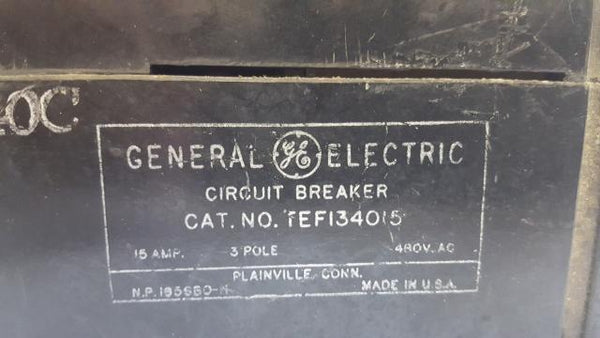 GENERAL GE ELECTRIC
CIRCUIT BREAKER
CAT. NO. TEF134015
15 AMP. 3 POLE 480V. AC
PLAINVILLE, CONN.
N.P. MADE IN U.S.A.